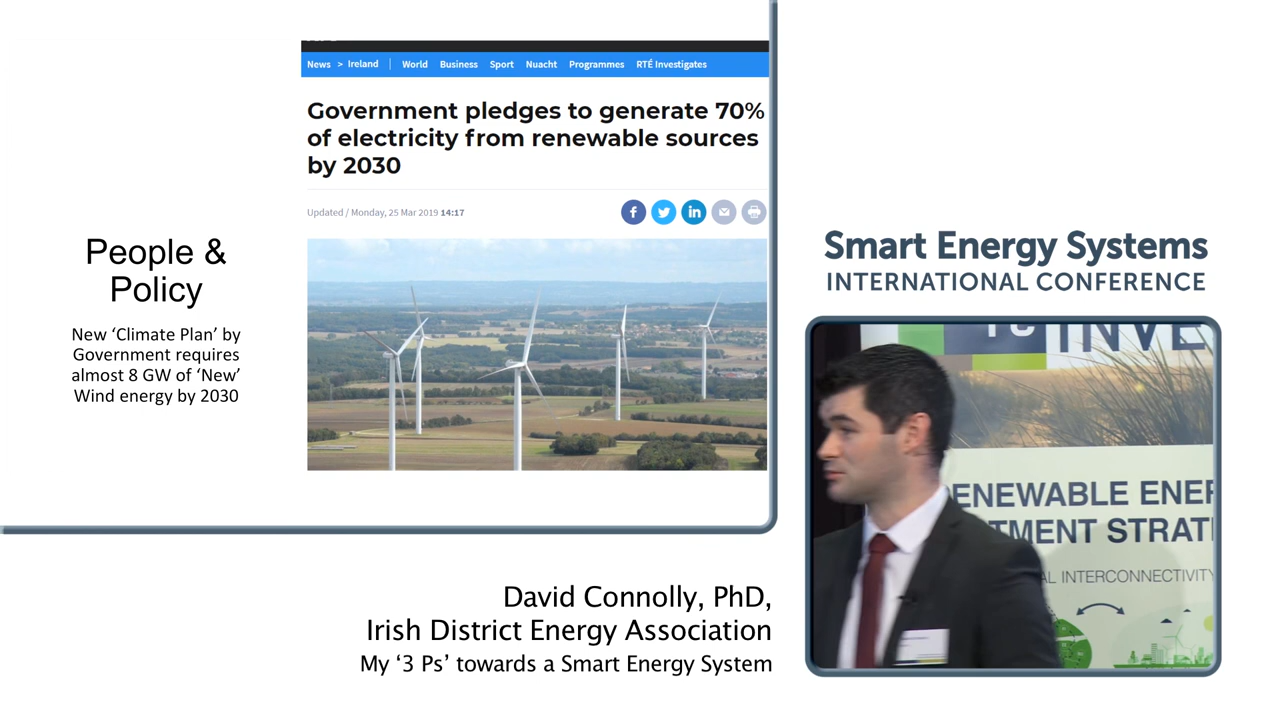 News > Ireland | World Business Sport Nuacht Programmes RTÉ Investigates
Government pledges to generate 70%
of electricity from renewable sources
by 2030
Updated / Monday, 25 Mar 2019 14:17
People &
Policy
New ‘Climate Plan’ by
Government requires
almost 8 GW of ‘New’
Wind energy by 2030
Smart Energy Systems
INTERNATIONAL CONFERENCE
INVE
ENEWABLE ENER
TMENT STRAT
AL INTERCONNECTIVITY
David Connolly, PhD,
Irish District Energy Association
My ‘3 Ps’ towards a Smart Energy System